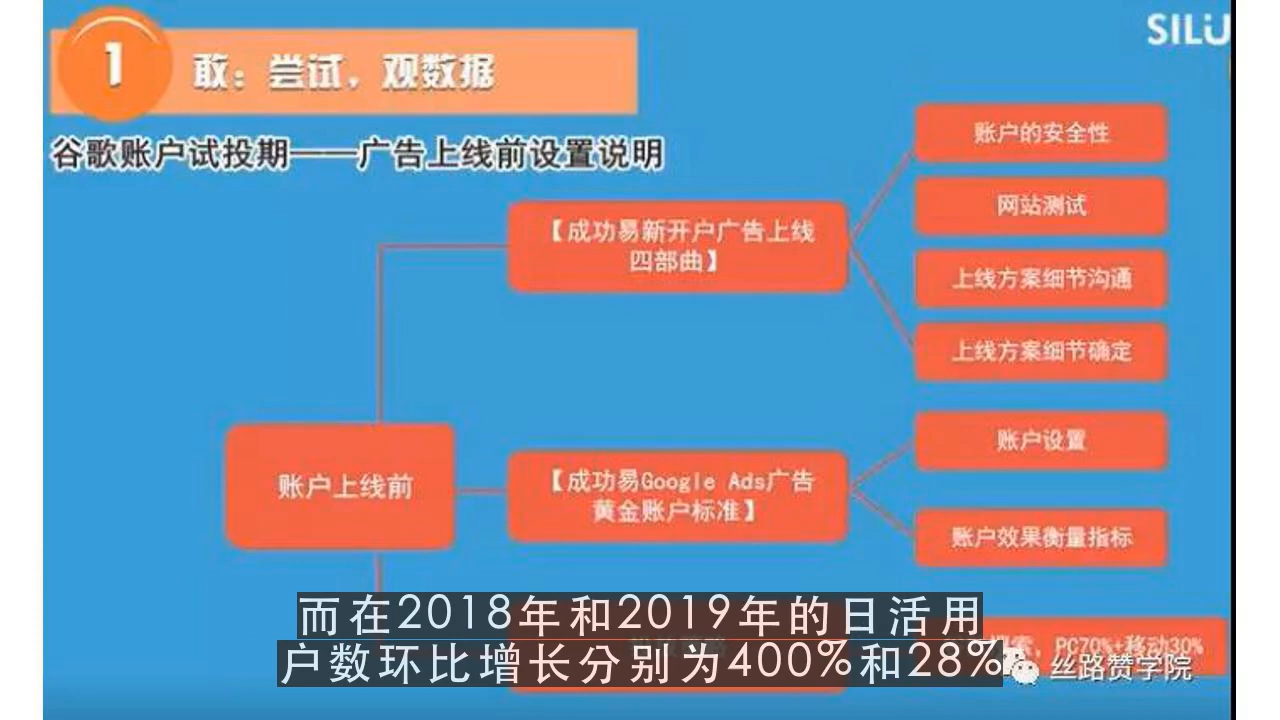 SILU
1
敢：尝试，观数据
谷歌账户试投期——广告上线前设置说明
账户的安全性
网站测试
【成功易新开户广告上线
四部曲】
上线方案细节沟通
上线方案细节确定
账户设置
账户上线前
【成功易Google Ads广告
黄金账户标准】
账户效果衡量指标
而在2018年和2019年的日活用
户数环比增长分别为400%和28%
索，PC70%+移动30%
丝路赞学院